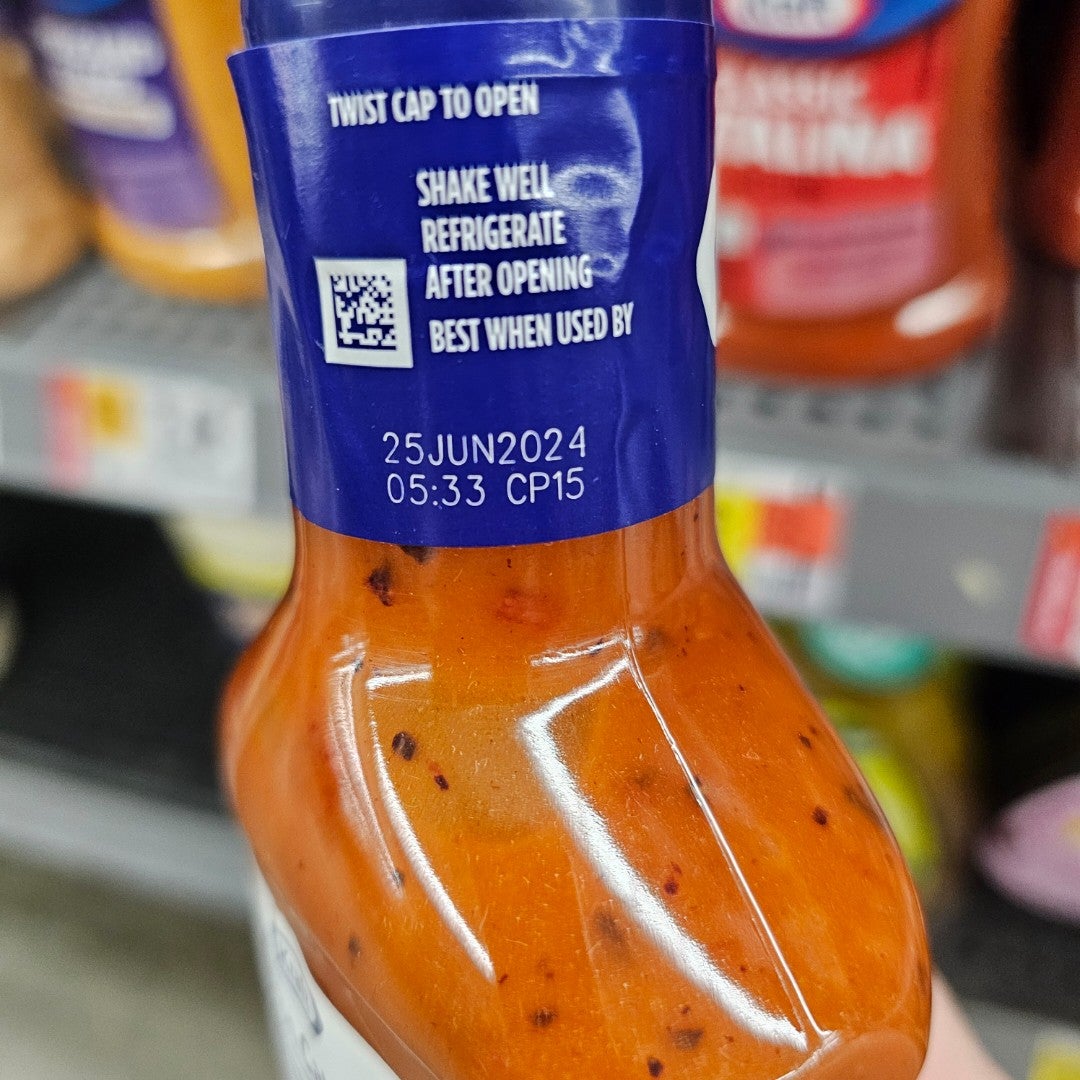 TWIST CAP TO OPEN
SHAKE WELL
REFRIGERATE
AFTER OPENING
BEST WHEN USED BY
25JUN2024
05:33 CP15